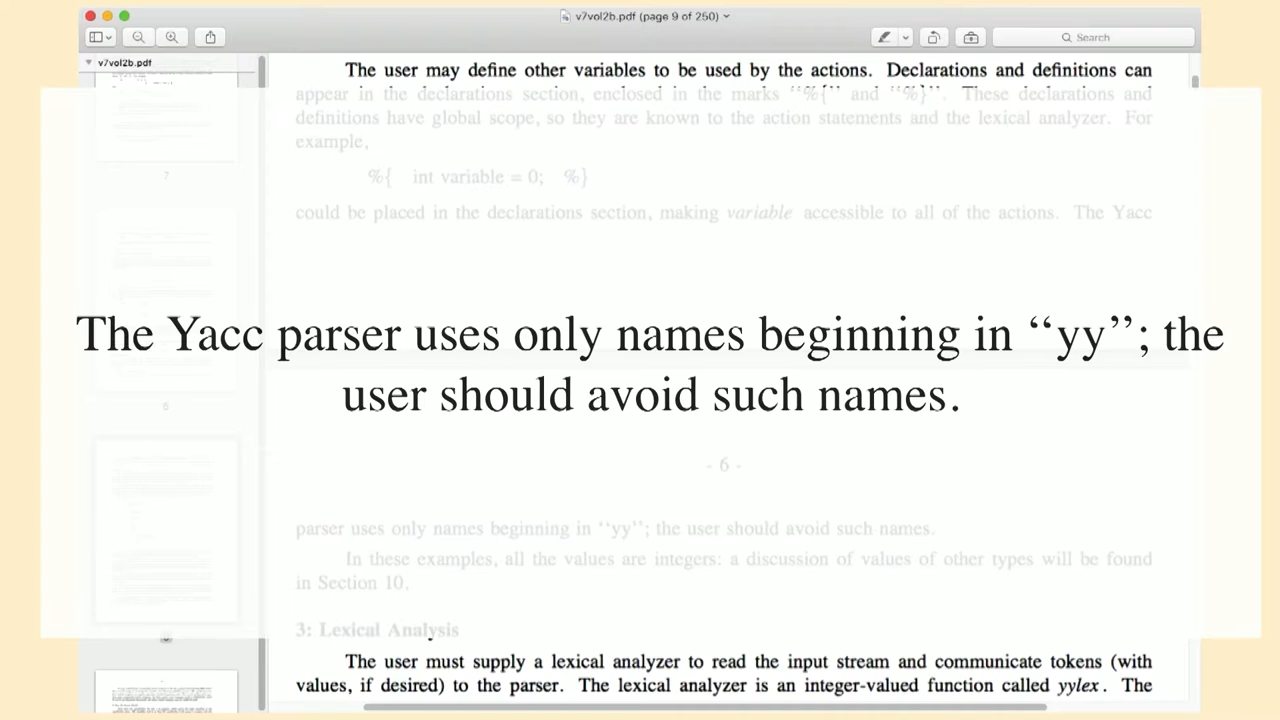 v7vol2b.pdf (page 9 of 250)
Search
v7vol2b.pdf
The user may define other variables to be used by the actions. Declarations and definitions can
appear in the declarations section, enclosed in the marks ‘‘%{’’ and ‘‘%}’’. These declarations and
definitions have global scope, so they are known to the action statements and the lexical analyzer. For
example,
%{ int variable = 0; %}
could be placed in the declarations section, making variable accessible to all of the actions. The Yacc
7
The Yacc parser uses only names beginning in ‘‘yy’’; the
user should avoid such names.
- 6 -
parser uses only names beginning in ‘‘yy’’; the user should avoid such names.
In these examples, all the values are integers: a discussion of values of other types will be found
in Section 10.
3: Lexical Analysis
The user must supply a lexical analyzer to read the input stream and communicate tokens (with
values, if desired) to the parser. The lexical analyzer is an integer-valued function called yylex. The